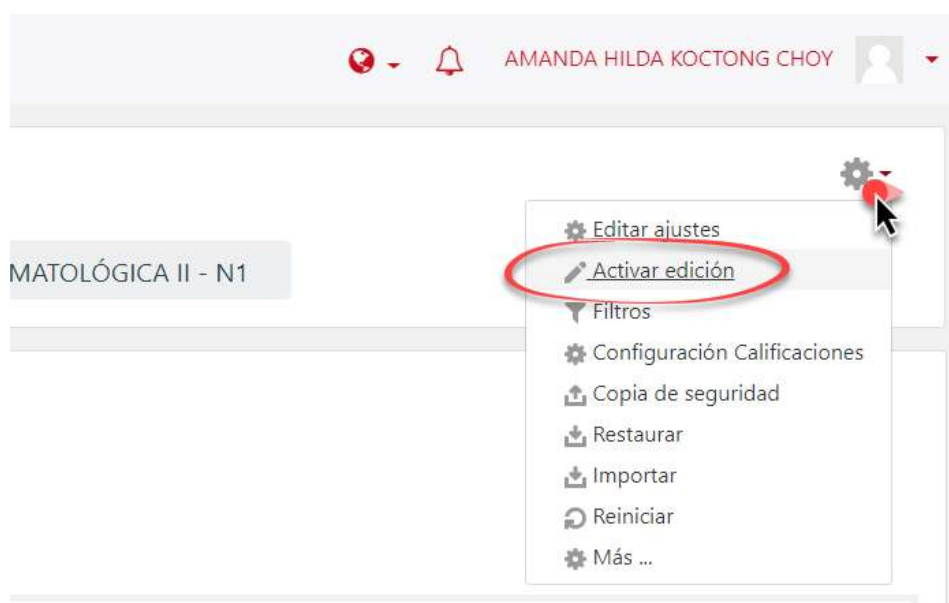 AMANDA HILDA KOCTONG CHOY
Editar ajustes
MATOLÓGICA II - N1
Activar edición
Filtros
Configuración Calificaciones
Copia de seguridad
Restaurar
Importar
Reiniciar
Más ...